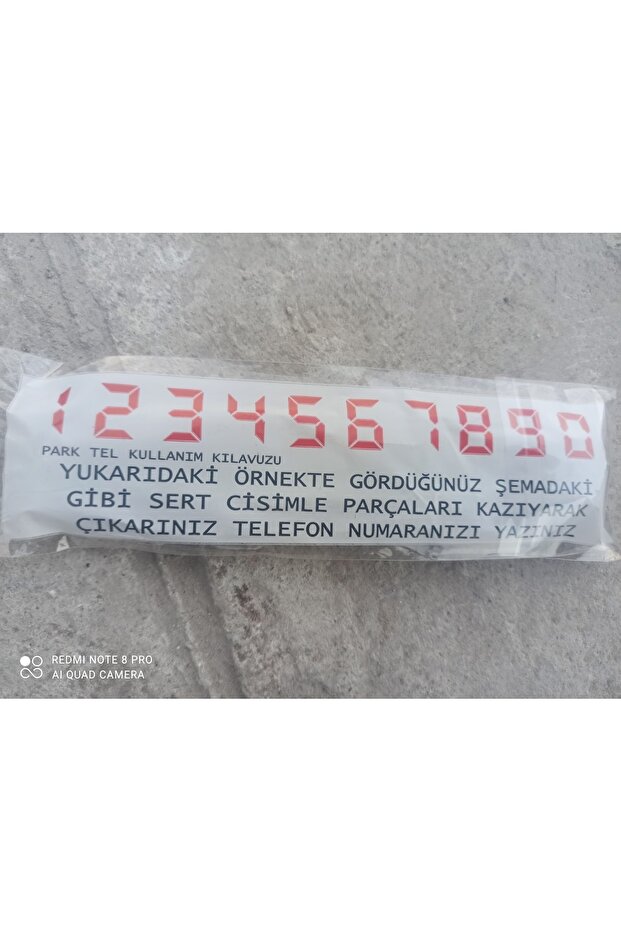 1234567890
PARK TEL KULLANIM KILAVUZU
YUKARIDAKİ ÖRNEKTE GÖRDÜĞÜNÜZ ŞEMADAKİ
GİBİ SERT CİSİMLE PARÇALARI KAZIYARAK
ÇIKARINIZ TELEFON NUMARANIZI YAZINIZ
REDMI NOTE 8 PRO
AI QUAD CAMERA